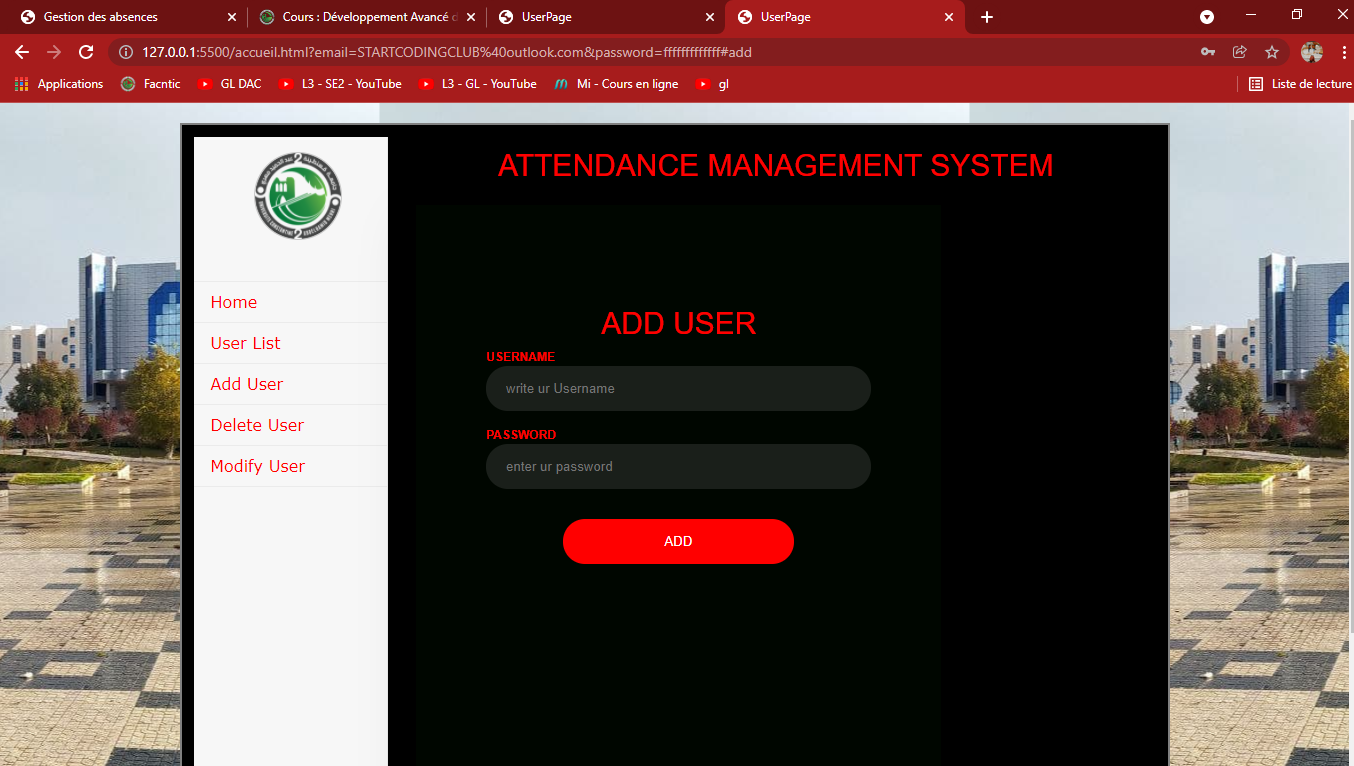 Gestion des absences
Cours : Développement Avancé d
UserPage
UserPage
127.0.0.1:5500/accueil.html?email=STARTCODINGCLUB%40outlook.com&password=fffffffffffff#add
Applications
Facntic
GL DAC
L3 - SE2 - YouTube
L3 - GL - YouTube
Mi - Cours en ligne
gl
Liste de lecture
ATTENDANCE MANAGEMENT SYSTEM
Home
User List
Add User
Delete User
Modify User
ADD USER
USERNAME
write ur Username
PASSWORD
enter ur password
ADD